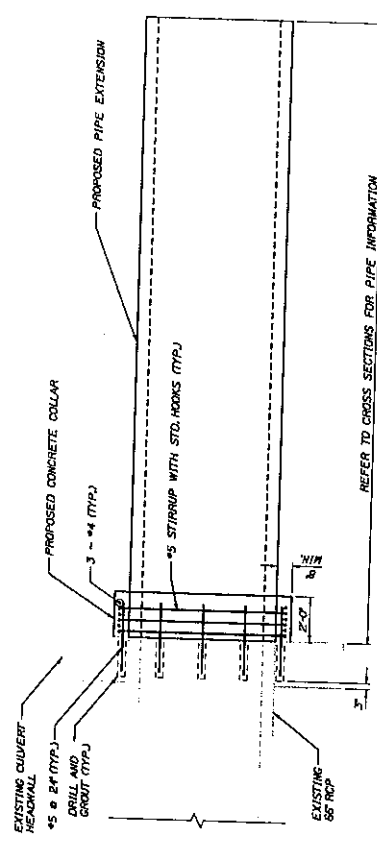 EXISTING CULVERT
HEADWALL
#5 @ 24" (TYP.)
DRILL AND
GROUT (TYP.)
PROPOSED CONCRETE COLLAR
3 ~ #4 (TYP.)
PROPOSED PIPE EXTENSION
#5 STIRRUP WITH STD. HOOKS (TYP.)
8"
MIN.
2'-0"
3"
EXISTING
66" RCP
REFER TO CROSS SECTIONS FOR PIPE INFORMATION